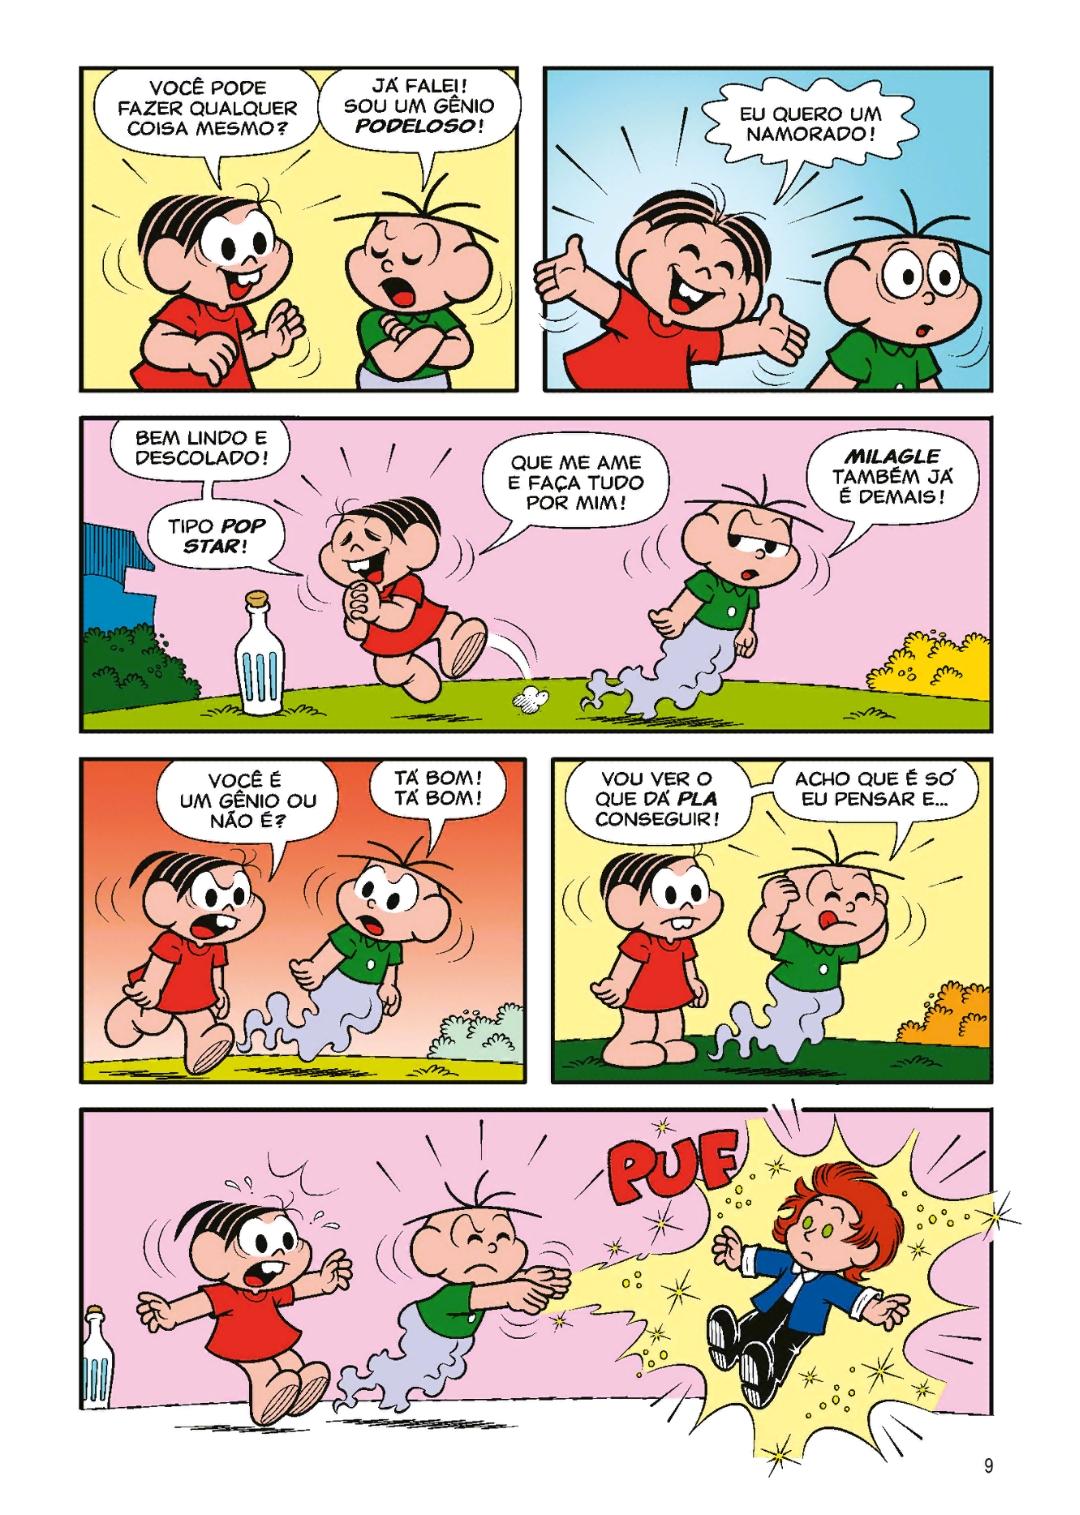 VOCÊ PODE
FAZER QUALQUER
COISA MESMO?
JÁ FALEI!
SOU UM GÊNIO
PODELOSO!
EU QUERO UM
NAMORADO!
BEM LINDO E
DESCOLADO!
TIPO POP
STAR!
QUE ME AME
E FAÇA TUDO
POR MIM!
MILAGLE
TAMBÉM JÁ
É DEMAIS!
VOCÊ É
UM GÊNIO OU
NÃO É?
TÁ BOM!
TÁ BOM!
VOU VER O
QUE DÁ PLA
CONSEGUIR!
ACHO QUE É SÓ
EU PENSAR E...
PUF
9